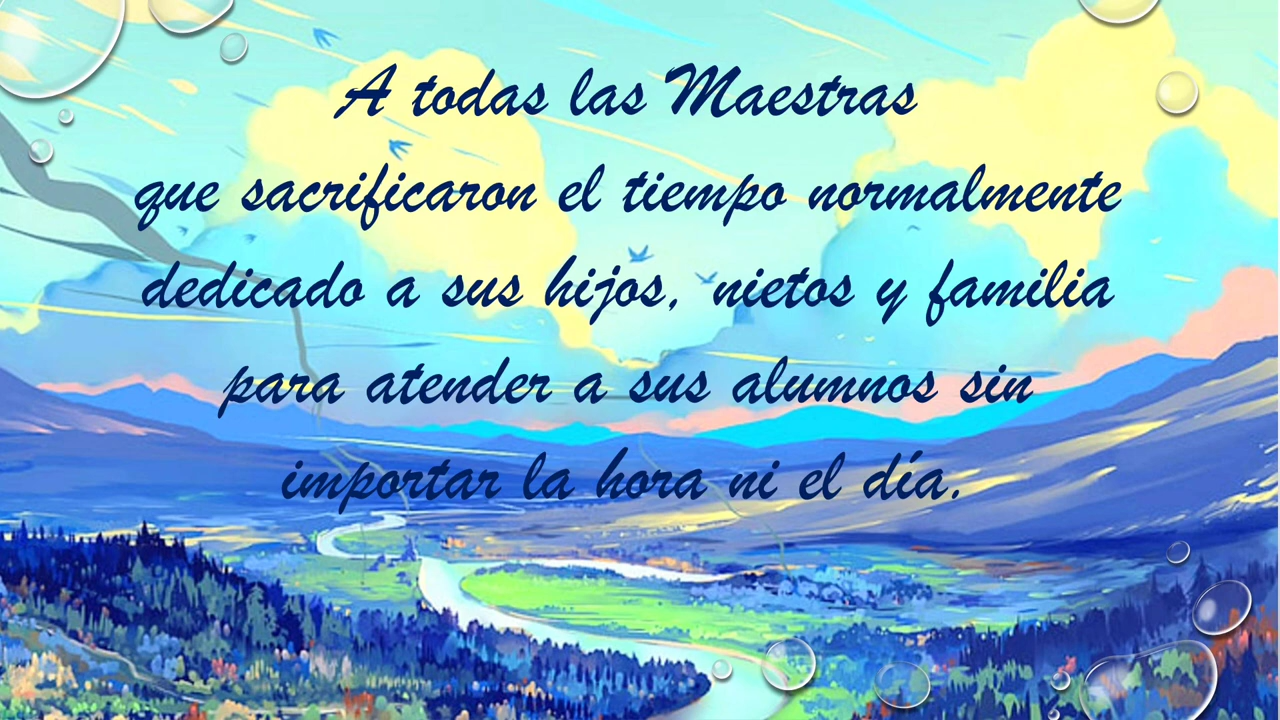 A todas las Maestras
que sacrificaron el tiempo normalmente
dedicado a sus hijos, nietos y familia
para atender a sus alumnos sin
importar la hora ni el día.